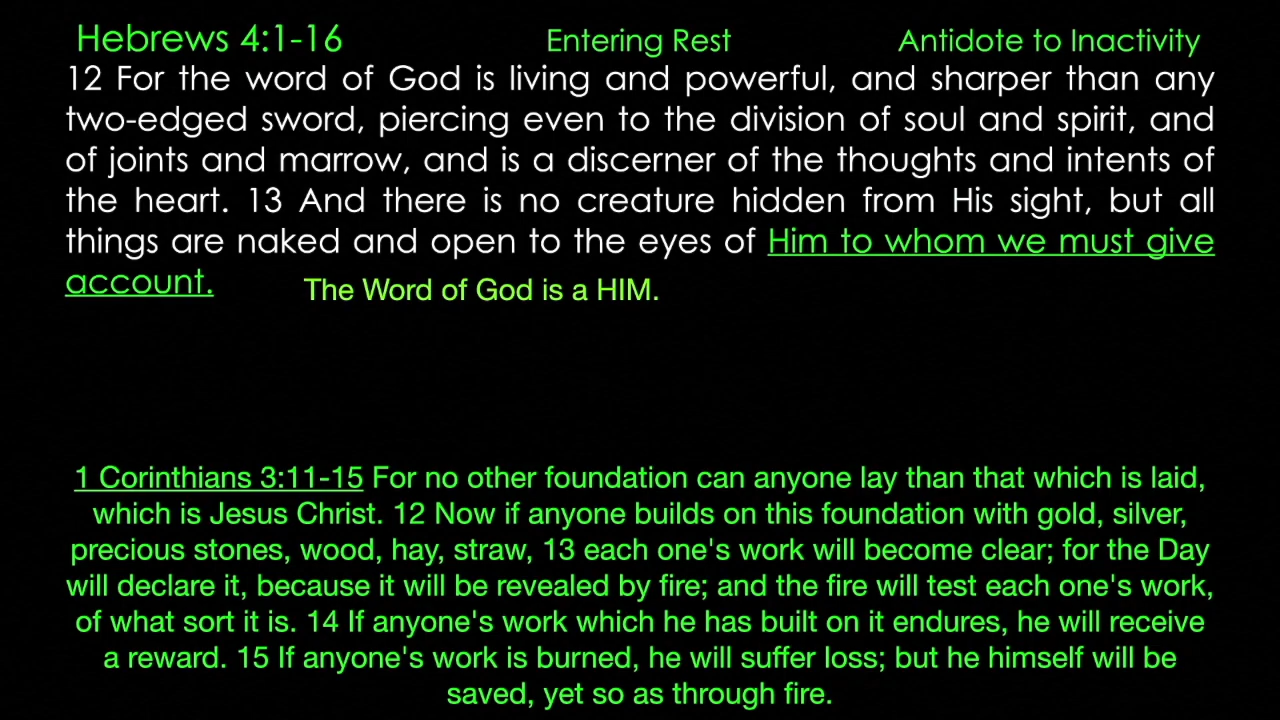 Hebrews 4:1-16 Entering Rest Antidote to Inactivity
12 For the word of God is living and powerful, and sharper than any
two-edged sword, piercing even to the division of soul and spirit, and
of joints and marrow, and is a discerner of the thoughts and intents of
the heart. 13 And there is no creature hidden from His sight, but all
things are naked and open to the eyes of Him to whom we must give
account. The Word of God is a HIM.
1 Corinthians 3:11-15 For no other foundation can anyone lay than that which is laid,
which is Jesus Christ. 12 Now if anyone builds on this foundation with gold, silver,
precious stones, wood, hay, straw, 13 each one's work will become clear; for the Day
will declare it, because it will be revealed by fire; and the fire will test each one's work,
of what sort it is. 14 If anyone's work which he has built on it endures, he will receive
a reward. 15 If anyone's work is burned, he will suffer loss; but he himself will be
saved, yet so as through fire.